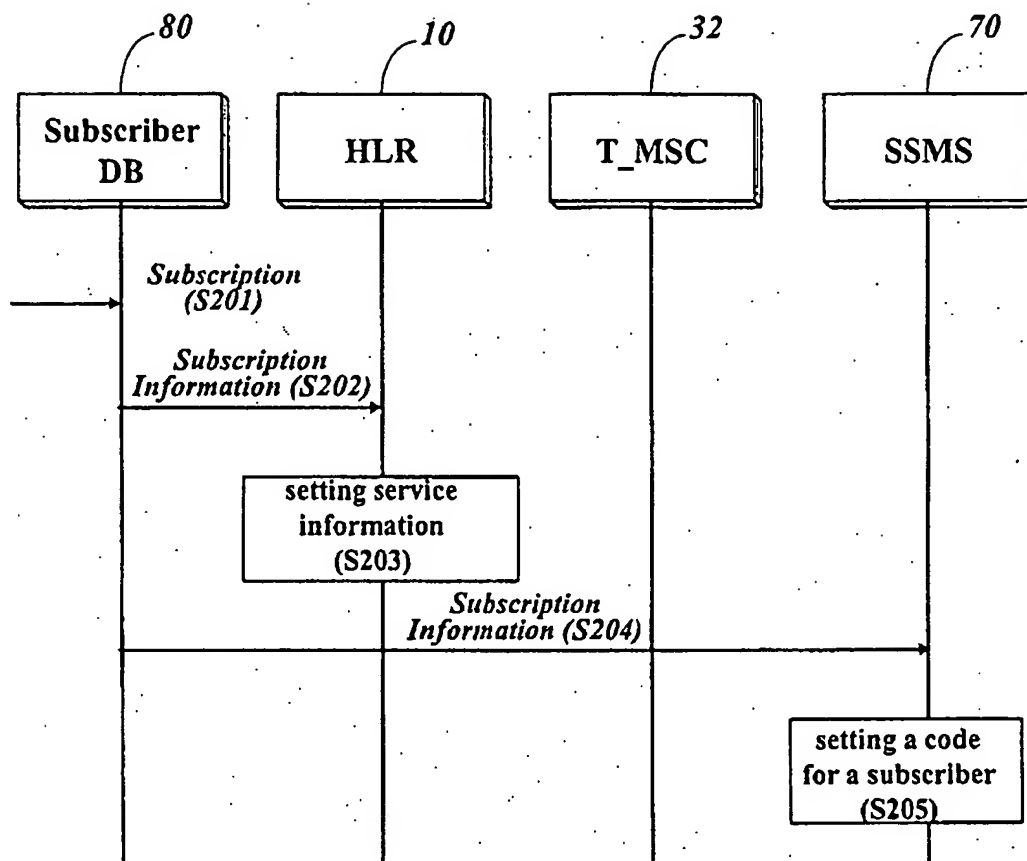 80
10
32
70
Subscriber
DB
HLR
T_MSC
SSMS
Subscription
(S201)
Subscription
Information (S202)
setting service
information
(S203)
Subscription
Information (S204)
setting a code
for a subscriber
(S205)